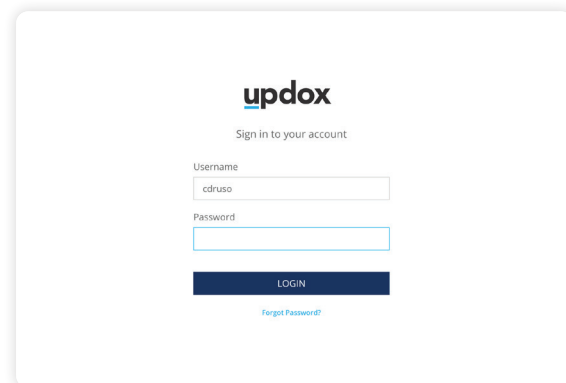 updox
Sign in to your account
Username
cdruso
Password
LOGIN
Forgot Password?